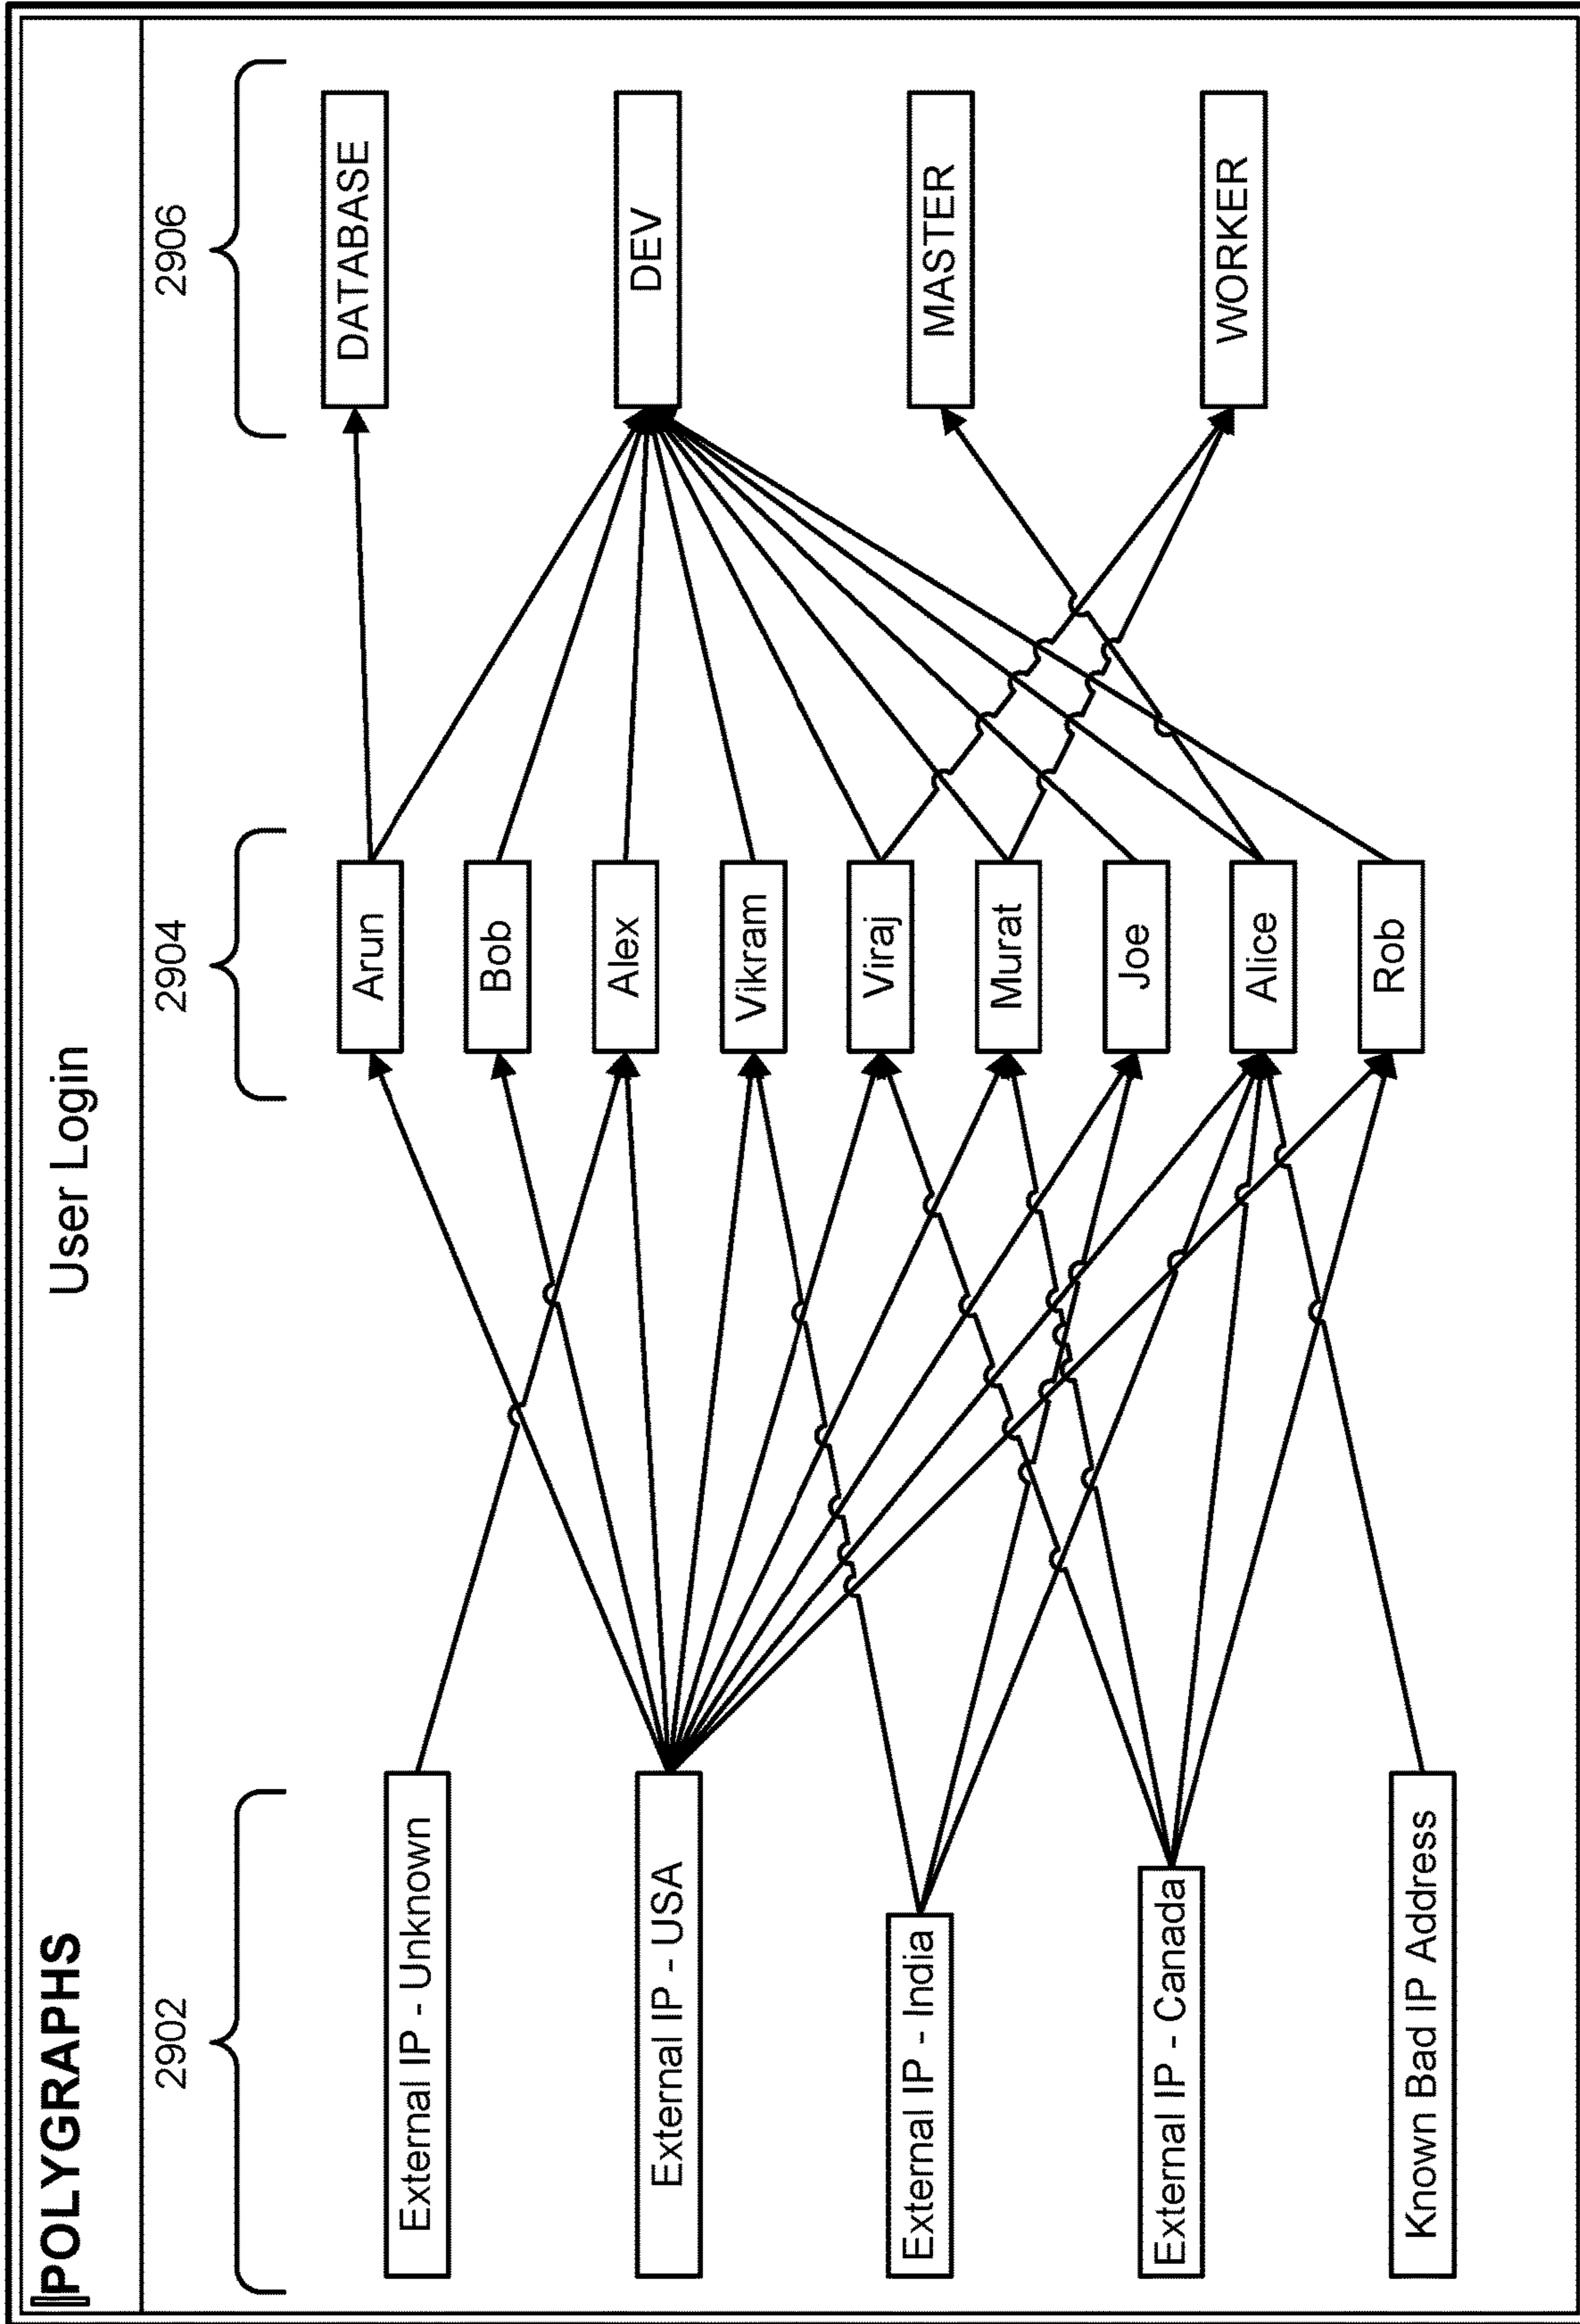 POLYGRAPHS
User Login
2902
2904
2906
External IP - Unknown
External IP - USA
External IP - India
External IP - Canada
Known Bad IP Address
Arun
Bob
Alex
Vikram
Viraj
Murat
Joe
Alice
Rob
DATABASE
DEV
MASTER
WORKER